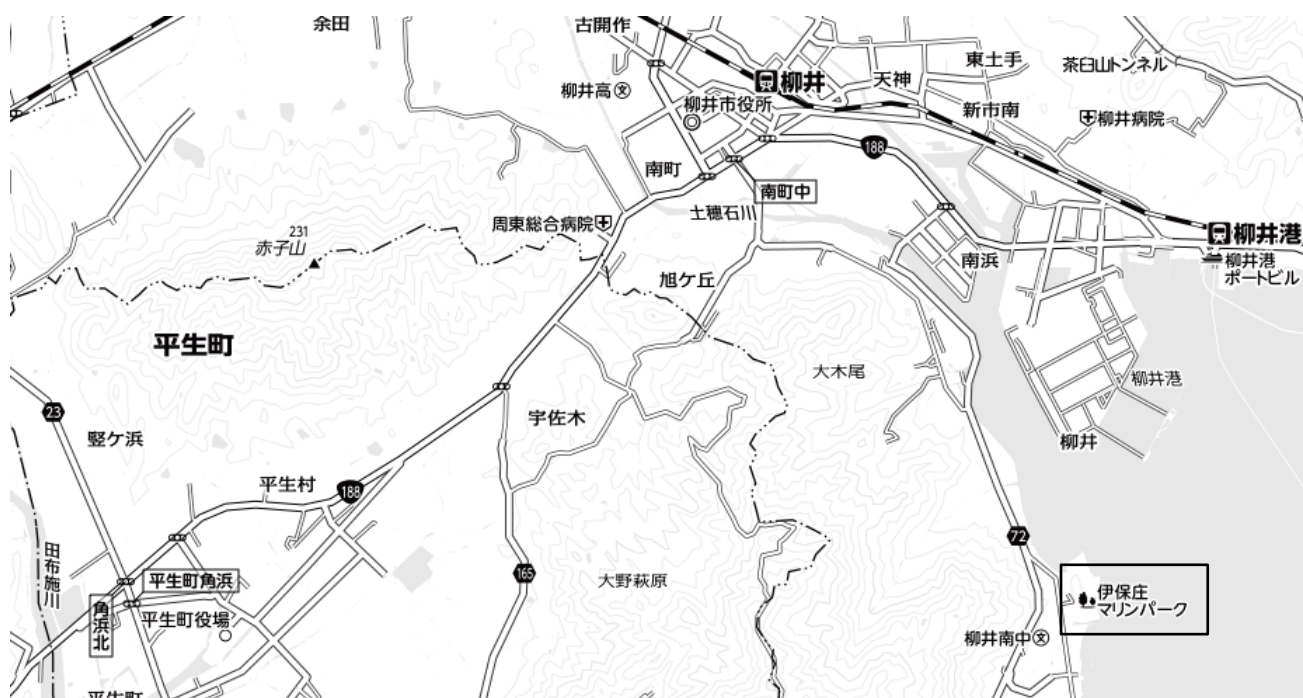 余田
古開作
東土手
茶臼山トンネル
柳井
天神
柳井高
柳井市役所
新市南
柳井病院
188
南町
南町中
土穂石川
周東総合病院
231
赤子山
柳井港
南浜
柳井港
ポートビル
旭ケ丘
平生町
大木尾
柳井港
23
宇佐木
竪ケ浜
柳井
平生村
188
72
田布施川
165
大野萩原
平生町角浜
伊保庄
マリンパーク
角浜北
平生町役場
柳井南中